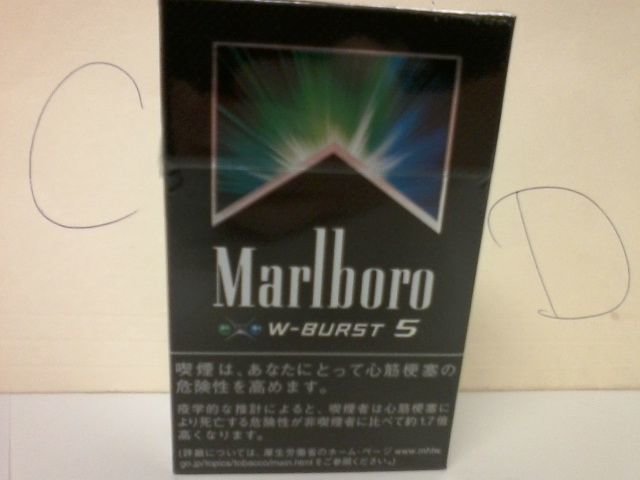 C
D
Marlboro
W-BURST 5
喫煙は、あなたにとって心筋梗塞の
危険性を高めます。
疫学的な推計によると、喫煙者は心筋梗塞に
より死亡する危険性が非喫煙者に比べて約1.7倍
高くなります。
(詳細については、厚生労働省のホーム・ページ www.mhlw.
go.jp/topics/tobacco/main.html をご参照ください。)